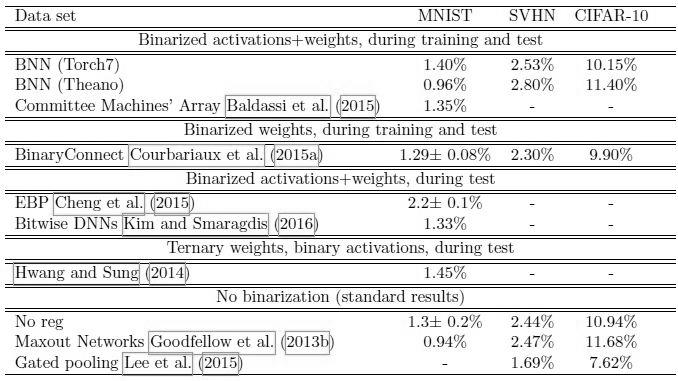 Data set MNIST SVHN CIFAR-10
Binarized activations+weights, during training and test
BNN (Torch7) 1.40% 2.53% 10.15%
BNN (Theano) 0.96% 2.80% 11.40%
Committee Machines' Array Baldassi et al. (2015) 1.35% - -
Binarized weights, during training and test
BinaryConnect Courbariaux et al. (2015a) 1.29± 0.08% 2.30% 9.90%
Binarized activations+weights, during test
EBP Cheng et al. (2015) 2.2± 0.1% - -
Bitwise DNNs Kim and Smaragdis (2016) 1.33% - -
Ternary weights, binary activations, during test
Hwang and Sung (2014) 1.45% - -
No binarization (standard results)
No reg 1.3± 0.2% 2.44% 10.94%
Maxout Networks Goodfellow et al. (2013b) 0.94% 2.47% 11.68%
Gated pooling Lee et al. (2015) - 1.69% 7.62%